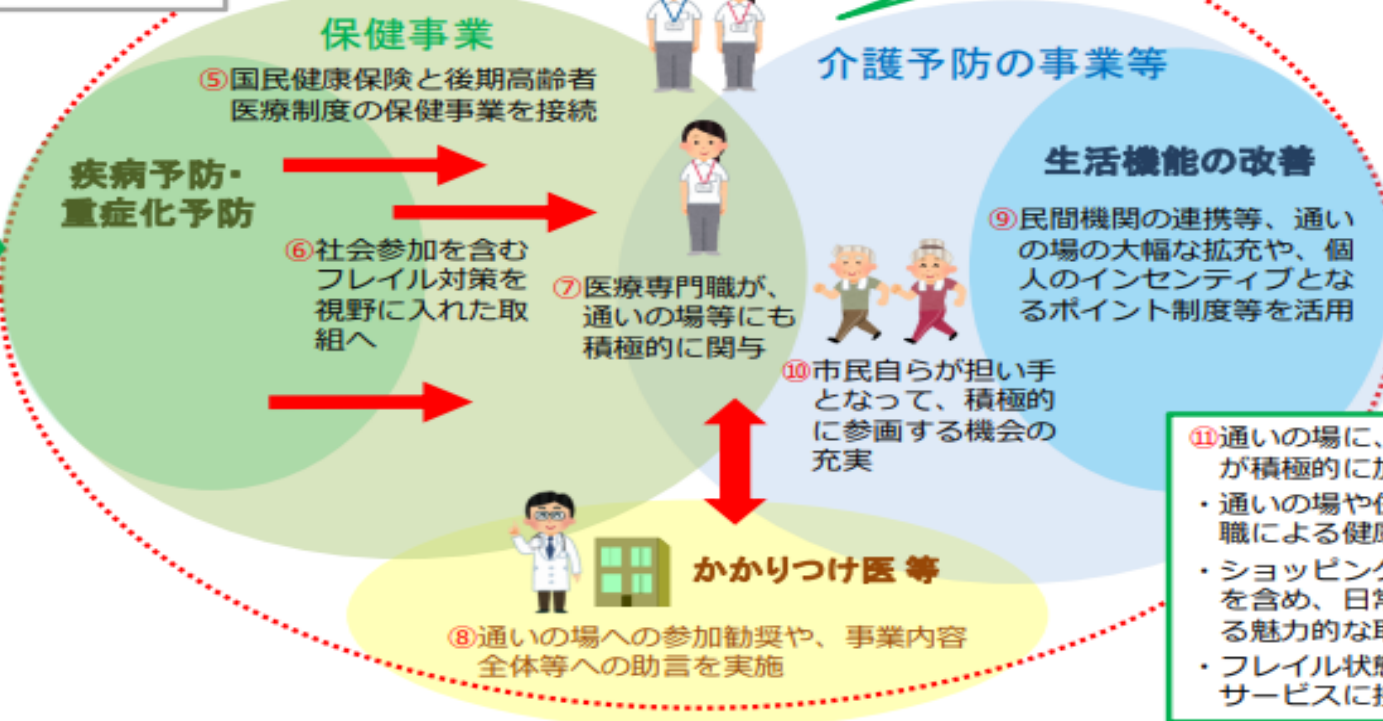 保健事業
⑤国民健康保険と後期高齢者
医療制度の保健事業を接続
疾病予防・
重症化予防
⑥社会参加を含む
フレイル対策を
視野に入れた取
組へ
⑦医療専門職が、
通いの場等にも
積極的に関与
介護予防の事業等
生活機能の改善
⑨民間機関の連携等、通い
の場の大幅な拡充や、個
人のインセンティブとな
るポイント制度等を活用
⑩市民自らが担い手
となって、積極的
に参画する機会の
充実
かかりつけ医 等
⑧通いの場への参加勧奨や、事業内容
全体等への助言を実施
⑪通いの場に、
が積極的に
・通いの場や
職による健
・ショッピング
を含め、日常
る魅力的な
・フレイル状態
サービスに